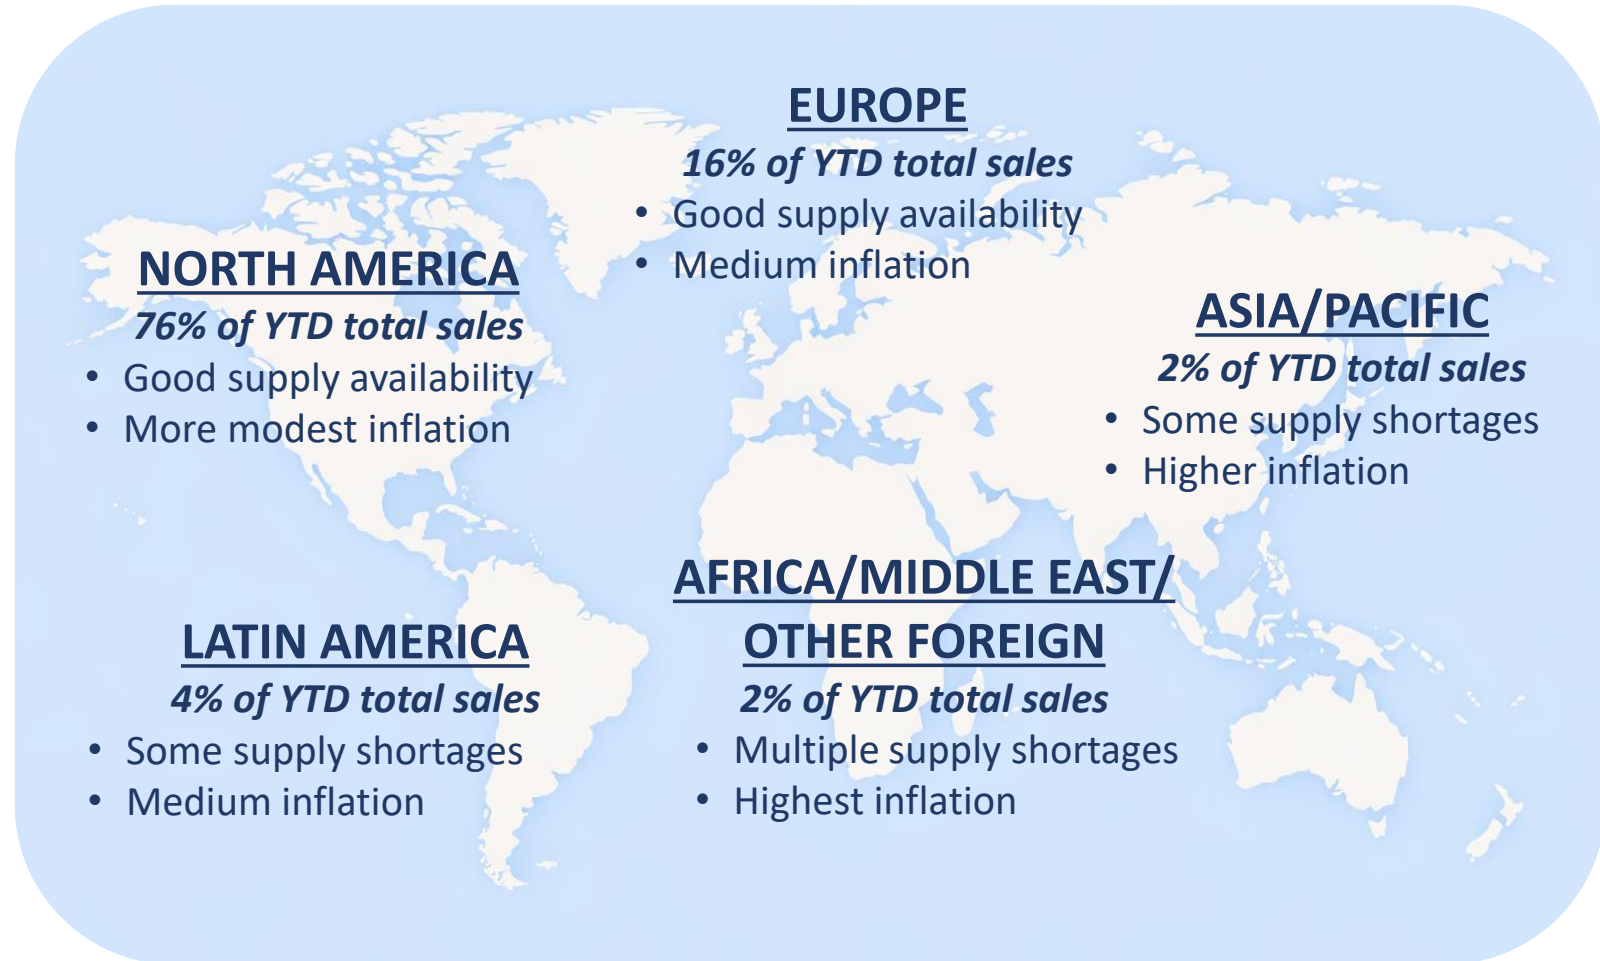 EUROPE
16% of YTD total sales
• Good supply availability
• Medium inflation
NORTH AMERICA
76% of YTD total sales
• Good supply availability
• More modest inflation
ASIA/PACIFIC
2% of YTD total sales
• Some supply shortages
• Higher inflation
AFRICA/MIDDLE EAST/
OTHER FOREIGN
2% of YTD total sales
• Multiple supply shortages
• Highest inflation
LATIN AMERICA
4% of YTD total sales
• Some supply shortages
• Medium inflation